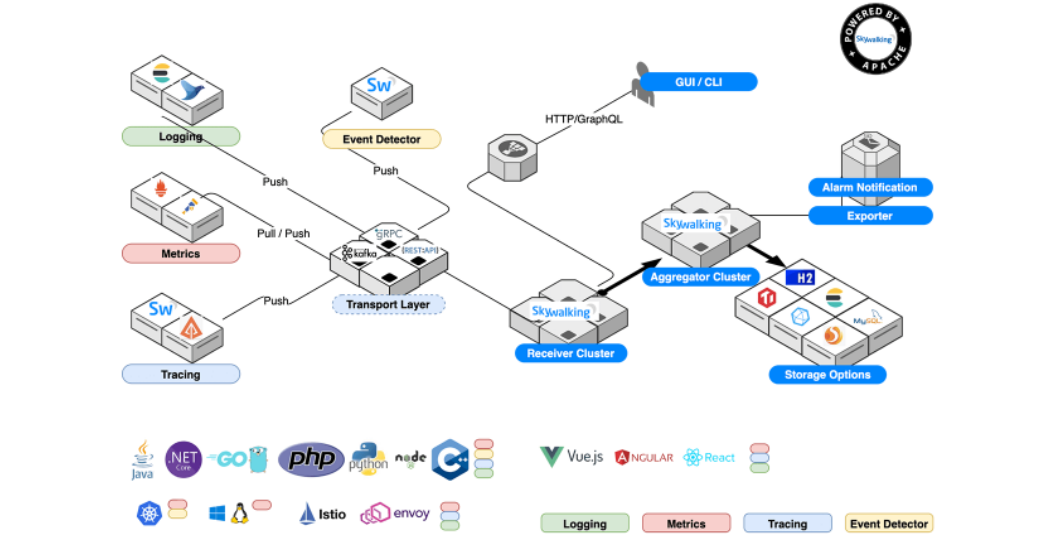 POWERED BY
Skywalking
APACHE
GUI / CLI
HTTP/GraphQL
Logging
Sw
Event Detector
Push
Push
Alarm Notification
Exporter
Metrics
Pull / Push
gRPC
kafka
{REST:API}
Transport Layer
Skywalking
Aggregator Cluster
Sw
Push
Tracing
Skywalking
Receiver Cluster
H2
MySQL
Storage Options
Java
.NET
Core
GO
php
python
node
C++
Vue.js
ANGULAR
React
Istio
envoy
Logging
Metrics
Tracing
Event Detector